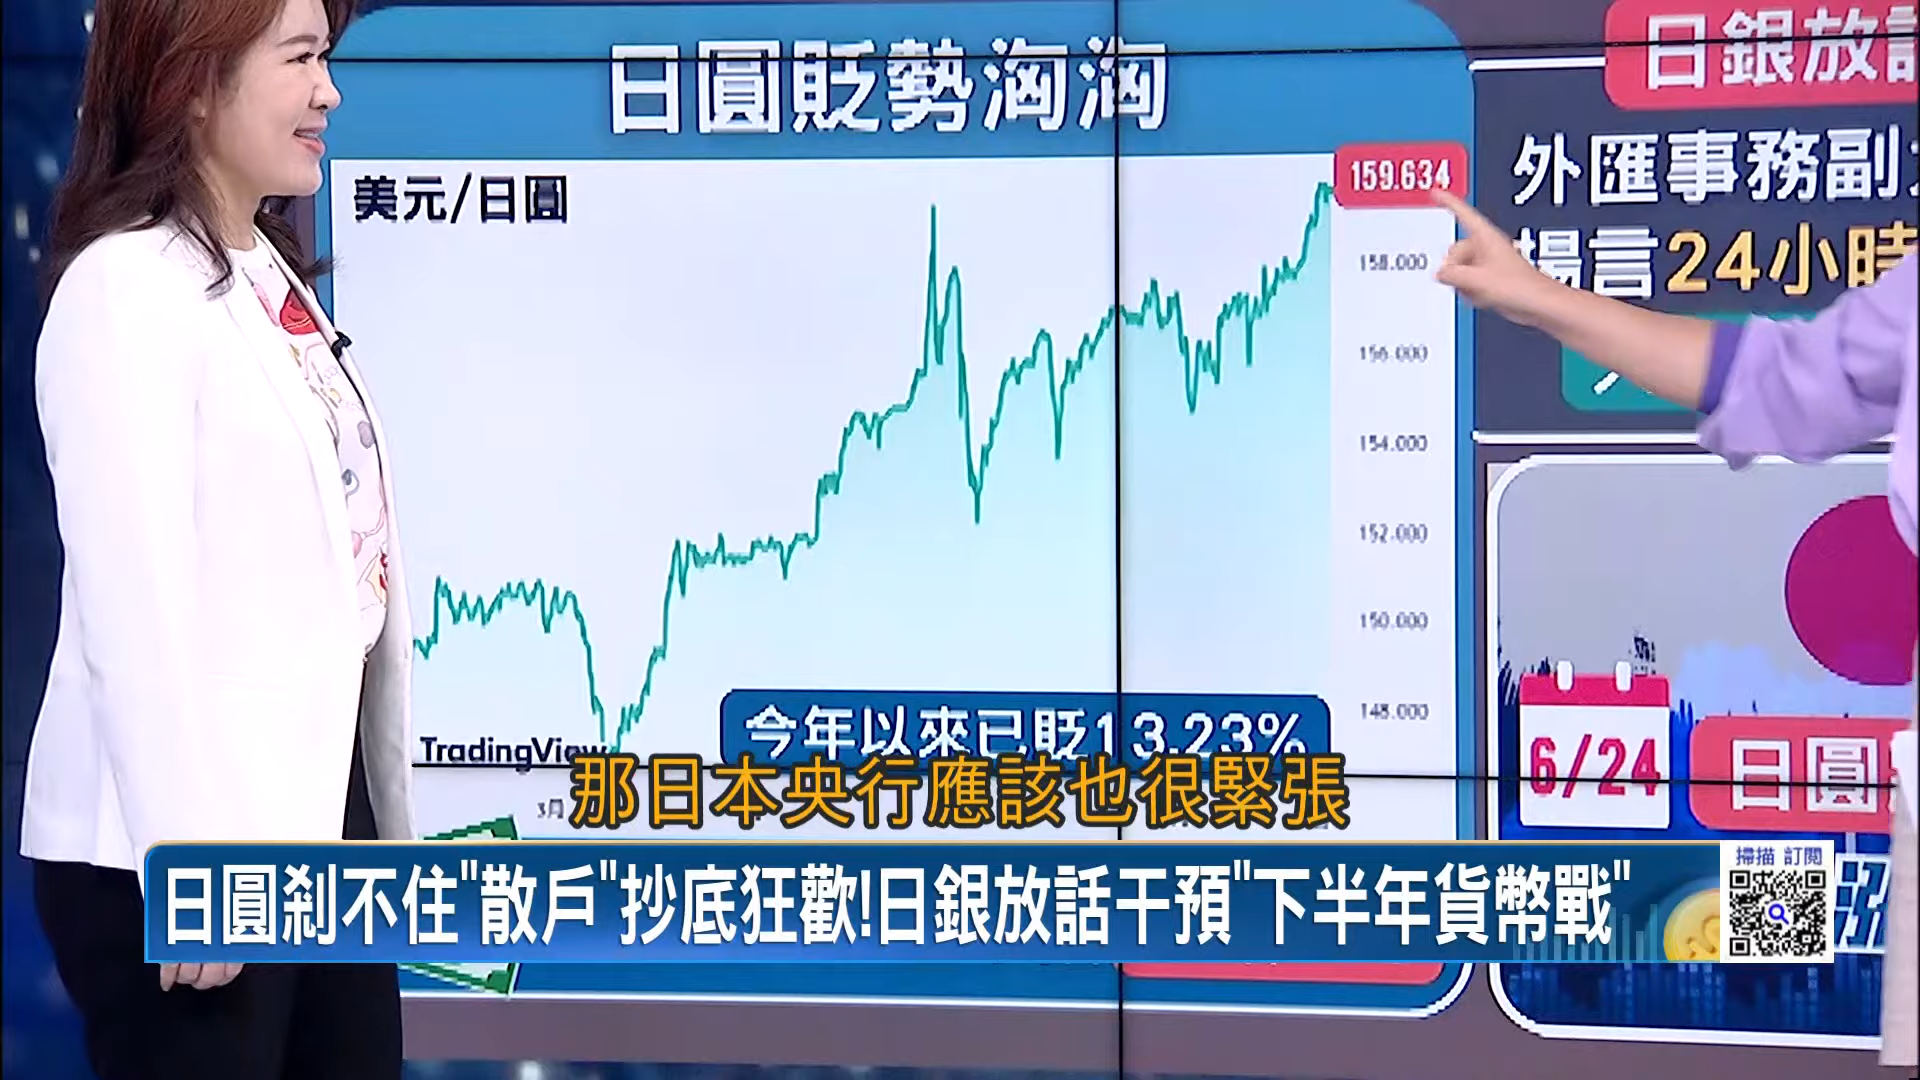 日圓貶勢洶洶
美元/日圓
159.634
158.000
156.000
154.000
152.000
150.000
148.000
TradingView
今年以來已貶13.23%
3月
日銀放
外匯事務副
揚言24小時
6/24
日圓
那日本央行應該也很緊張
日圓剎不住"散戶"抄底狂歡!日銀放話干預"下半年貨幣戰"
掃描 訂閱